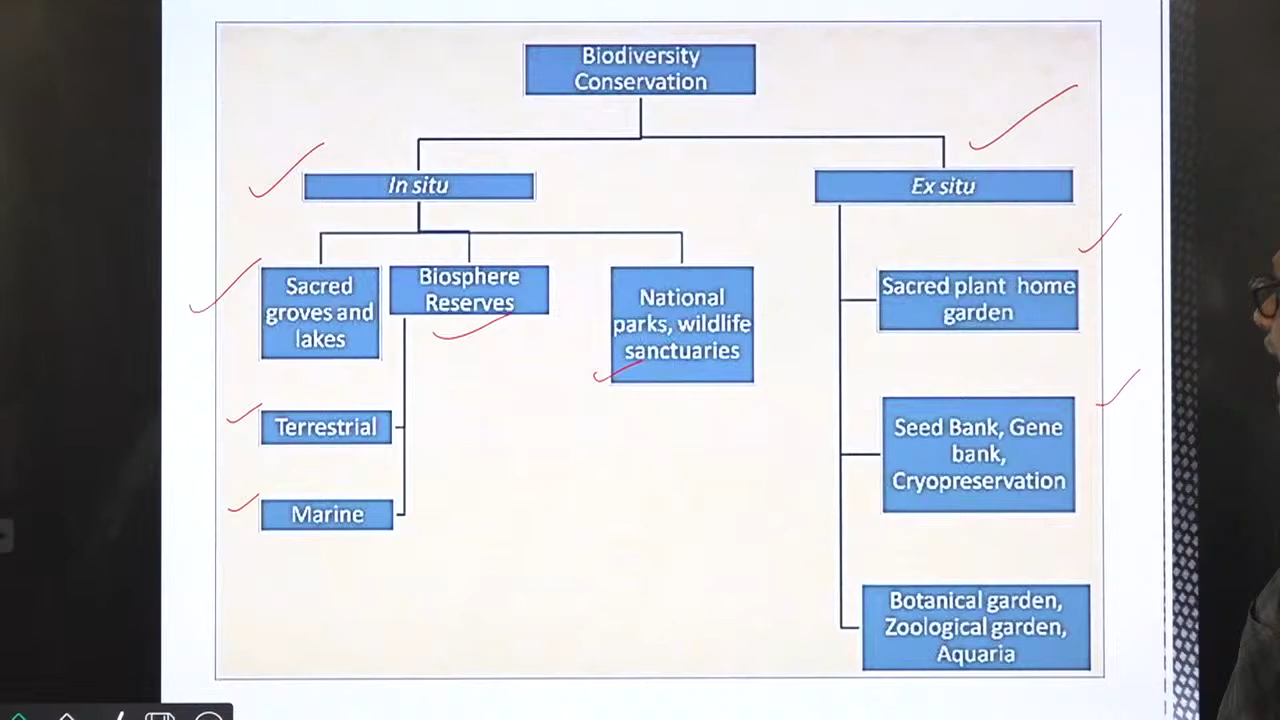 Biodiversity
Conservation
In situ
Ex situ
Sacred
groves and
lakes
Biosphere
Reserves
National
parks, wildlife
sanctuaries
Sacred plant home
garden
Terrestrial
Seed Bank, Gene
bank,
Cryopreservation
Marine
Botanical garden,
Zoological garden,
Aquaria